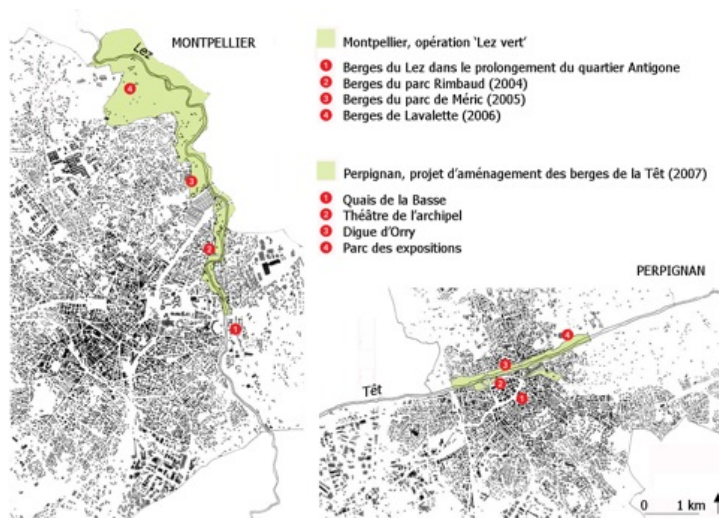 Lez
MONTPELLIER
4
3
2
1
Montpellier, opération 'Lez vert'
1 Berges du Lez dans le prolongement du quartier Antigone
2 Berges du parc Rimbaud (2004)
3 Berges du parc de Méric (2005)
4 Berges de Lavalette (2006)
Perpignan, projet d'aménagement des berges de la Têt (2007)
1 Quais de la Basse
2 Théâtre de l'archipel
3 Digue d'Orry
4 Parc des expositions
PERPIGNAN
4
3
2
1
Têt
0 1 km